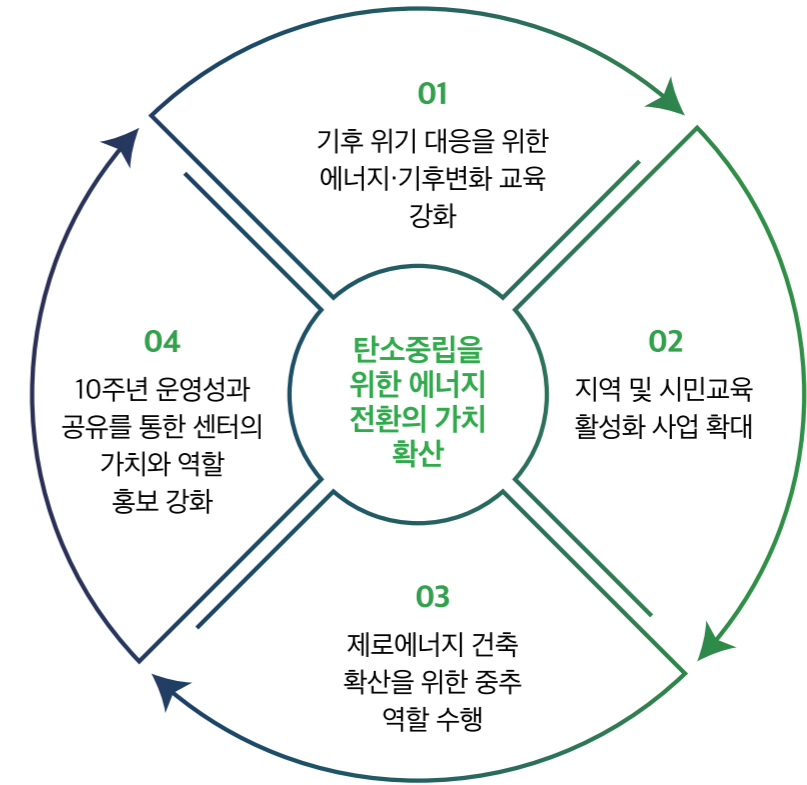 01
기후 위기 대응을 위한
에너지·기후변화 교육
강화
02
지역 및 시민교육
활성화 사업 확대
03
제로에너지 건축
확산을 위한 중추
역할 수행
04
10주년 운영성과
공유를 통한 센터의
가치와 역할
홍보 강화
탄소중립을
위한 에너지
전환의 가치
확산